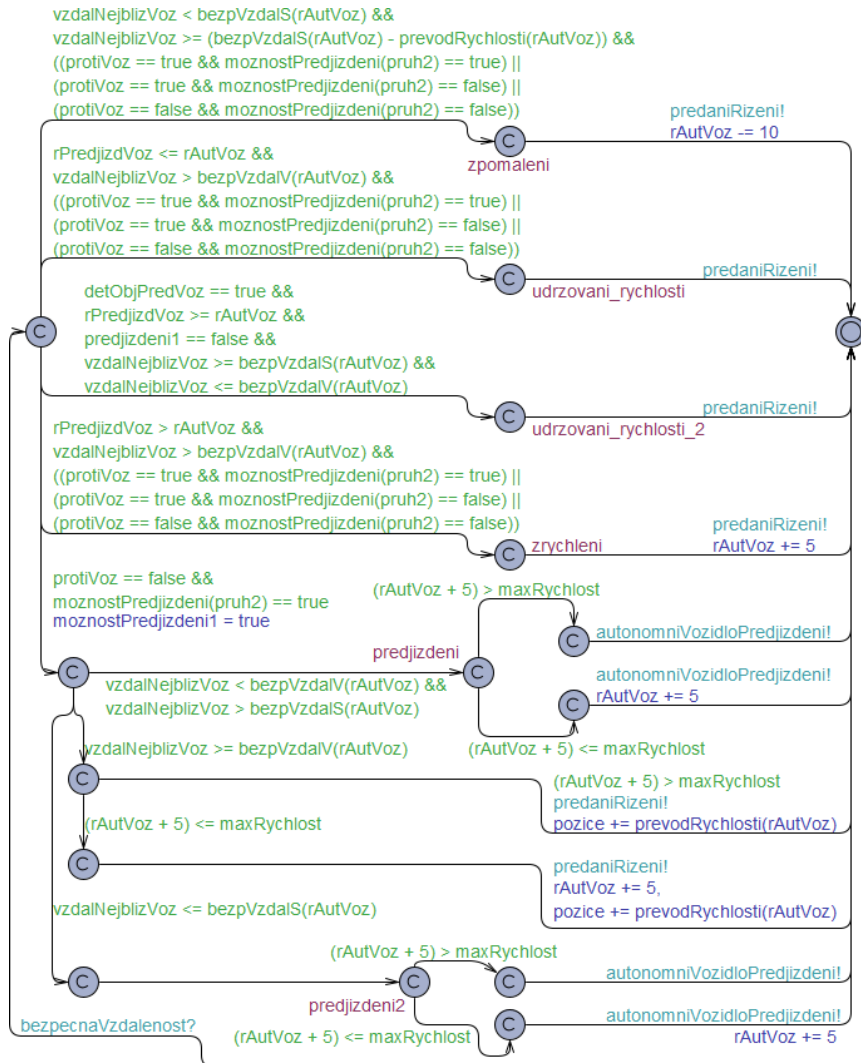 vzdalNejblizVoz < bezpVzdalS(rAutVoz) &&
vzdalNejblizVoz >= (bezpVzdalS(rAutVoz) - prevodRychlosti(rAutVoz)) &&
((protiVoz == true && moznostPredjizdeni(pruh2) == true) ||
(protiVoz == true && moznostPredjizdeni(pruh2) == false) ||
(protiVoz == false && moznostPredjizdeni(pruh2) == false))
predaniRizeni!
rAutVoz -= 10
C
zpomaleni
rPredjizdVoz <= rAutVoz &&
vzdalNejblizVoz > bezpVzdalV(rAutVoz) &&
((protiVoz == true && moznostPredjizdeni(pruh2) == true) ||
(protiVoz == true && moznostPredjizdeni(pruh2) == false) ||
(protiVoz == false && moznostPredjizdeni(pruh2) == false))
predaniRizeni!
C
udrzovani_rychlosti
C
detObjPredVoz == true &&
rPredjizdVoz >= rAutVoz &&
predjizdeni1 == false &&
vzdalNejblizVoz >= bezpVzdalS(rAutVoz) &&
vzdalNejblizVoz <= bezpVzdalV(rAutVoz)
predaniRizeni!
C
udrzovani_rychlosti_2
rPredjizdVoz > rAutVoz &&
vzdalNejblizVoz > bezpVzdalV(rAutVoz) &&
((protiVoz == true && moznostPredjizdeni(pruh2) == true) ||
(protiVoz == true && moznostPredjizdeni(pruh2) == false) ||
(protiVoz == false && moznostPredjizdeni(pruh2) == false))
predaniRizeni!
rAutVoz += 5
C
zrychleni
protiVoz == false &&
moznostPredjizdeni(pruh2) == true
moznostPredjizdeni1 = true
(rAutVoz + 5) > maxRychlost
C
autonomniVozidloPredjizdeni!
predjizdeni
C
C
vzdalNejblizVoz < bezpVzdalV(rAutVoz) &&
vzdalNejblizVoz > bezpVzdalS(rAutVoz)
autonomniVozidloPredjizdeni!
rAutVoz += 5
C
(rAutVoz + 5) <= maxRychlost
vzdalNejblizVoz >= bezpVzdalV(rAutVoz)
C
(rAutVoz + 5) > maxRychlost
predaniRizeni!
pozice += prevodRychlosti(rAutVoz)
(rAutVoz + 5) <= maxRychlost
C
predaniRizeni!
rAutVoz += 5,
pozice += prevodRychlosti(rAutVoz)
vzdalNejblizVoz <= bezpVzdalS(rAutVoz)
(rAutVoz + 5) > maxRychlost
C
C
C
autonomniVozidloPredjizdeni!
predjizdeni2
bezpecnaVzdalenost?
(rAutVoz + 5) <= maxRychlost
C
autonomniVozidloPredjizdeni!
rAutVoz += 5